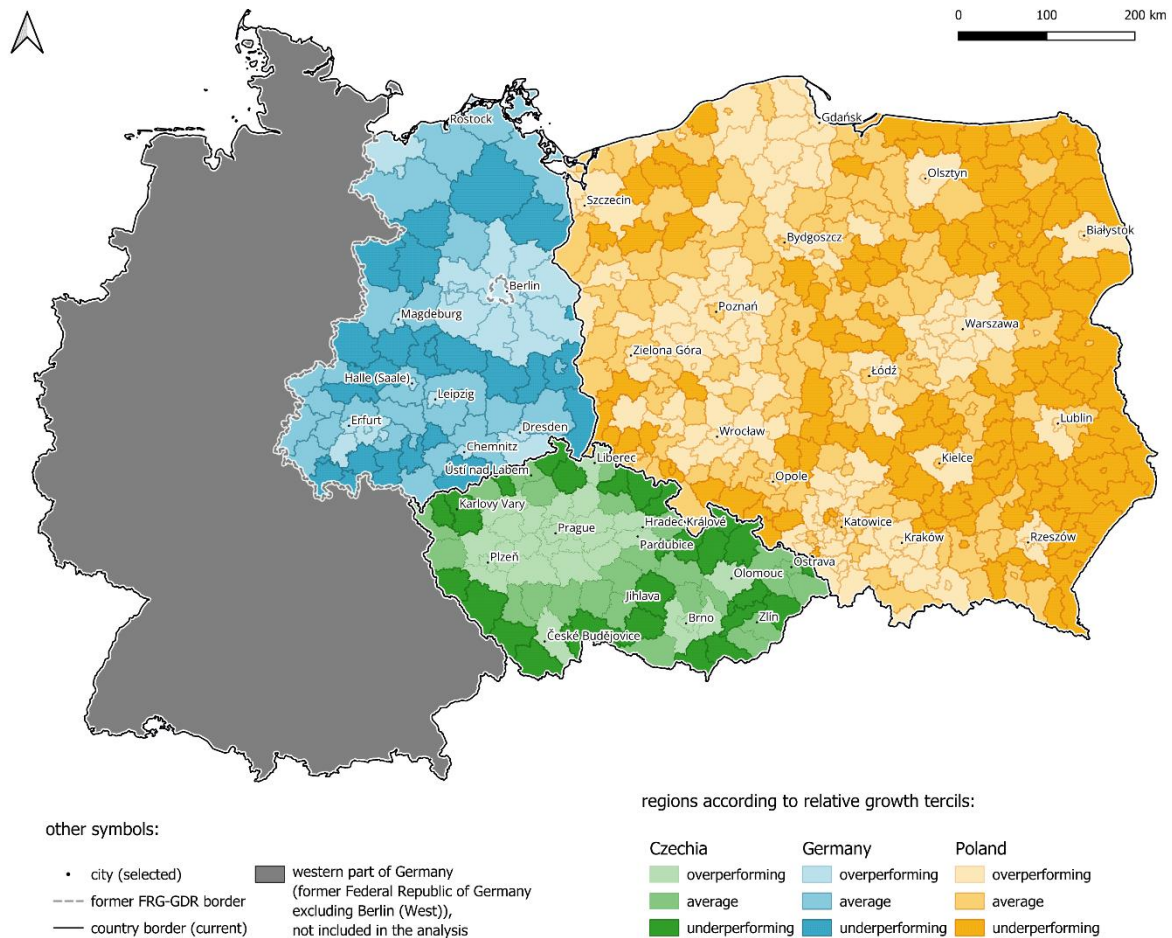 0 100 200 km
Rostock
Gdańsk
Olsztyn
Szczecin
Białystok
Bydgoszcz
Berlin
Poznań
Magdeburg
Warszawa
Zielona Góra
Łódź
Halle (Saale)
Leipzig
Lublin
Erfurt
Dresden
Wrocław
Chemnitz
Liberec
Kielce
Ústí nad Labem
Opole
Karlovy Vary
Hradec Králové
Katowice
Prague
Pardubice
Kraków
Rzeszów
Plzeň
Ostrava
Olomouc
Jihlava
Brno
Zlín
České Budějovice
regions according to relative growth tercils:
other symbols:
Czechia Germany Poland
city (selected)
western part of Germany
(former Federal Republic of Germany
excluding Berlin (West)),
not included in the analysis
former FRG-GDR border
country border (current)
overperforming overperforming overperforming
average average average
underperforming underperforming underperforming